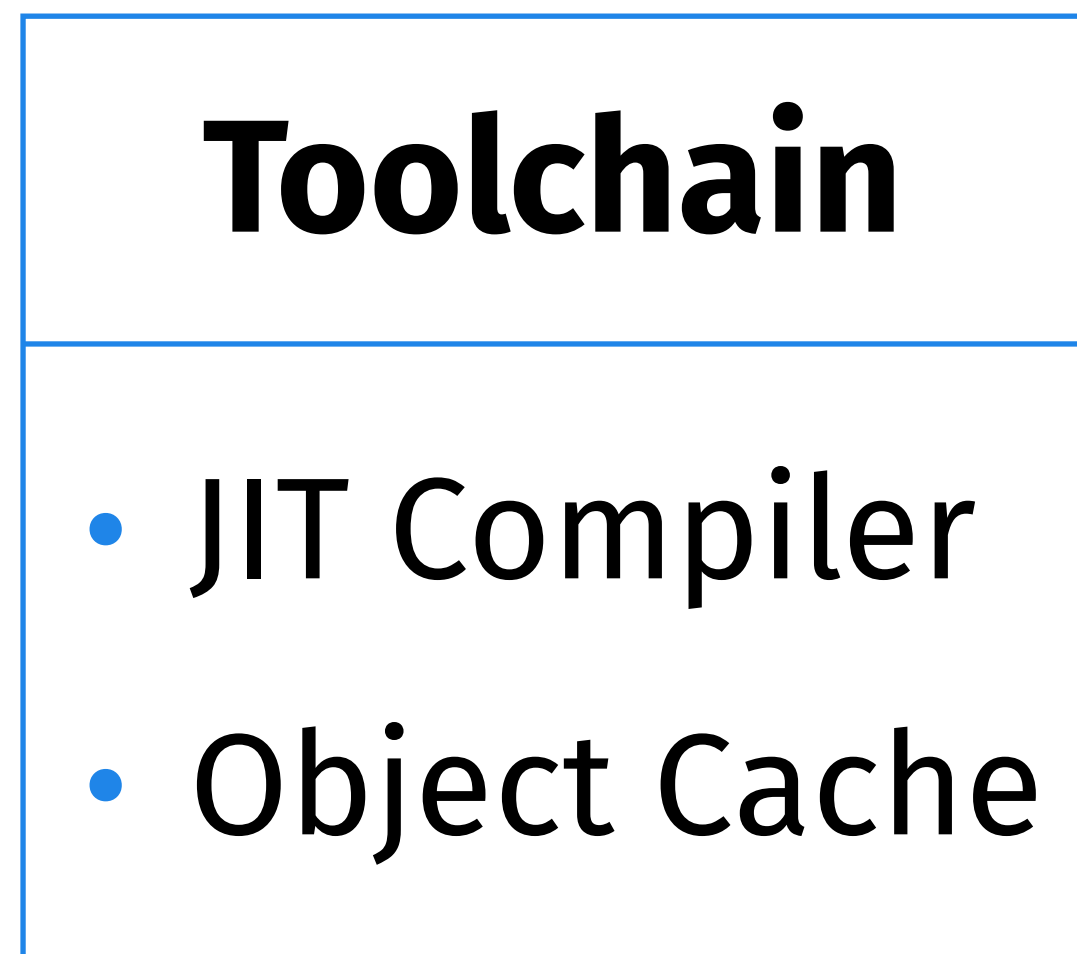 Toolchain
• JIT Compiler
• Object Cache